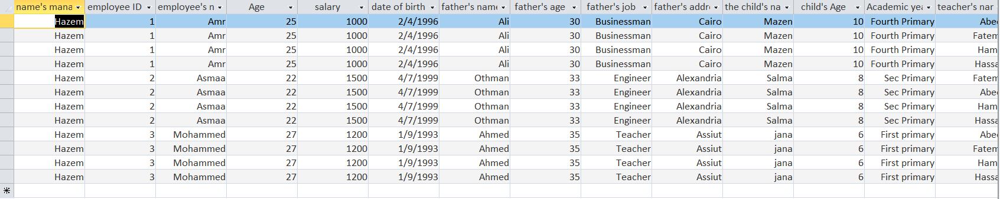 name's mana employee ID employee's n Age salary date of birth father's name father's age father's job father's addre the child's na child's Age Academic yea teacher's nar
Hazem 1 Amr 25 1000 2/4/1996 Ali 30 Businessman Cairo Mazen 10 Fourth Primary Abee
Hazem 1 Amr 25 1000 2/4/1996 Ali 30 Businessman Cairo Mazen 10 Fourth Primary Fatem
Hazem 1 Amr 25 1000 2/4/1996 Ali 30 Businessman Cairo Mazen 10 Fourth Primary Ham
Hazem 1 Amr 25 1000 2/4/1996 Ali 30 Businessman Cairo Mazen 10 Fourth Primary Hassa
Hazem 2 Asmaa 22 1500 4/7/1999 Othman 33 Engineer Alexandria Salma 8 Sec Primary Fatem
Hazem 2 Asmaa 22 1500 4/7/1999 Othman 33 Engineer Alexandria Salma 8 Sec Primary Abee
Hazem 2 Asmaa 22 1500 4/7/1999 Othman 33 Engineer Alexandria Salma 8 Sec Primary Ham
Hazem 2 Asmaa 22 1500 4/7/1999 Othman 33 Engineer Alexandria Salma 8 Sec Primary Hassa
Hazem 3 Mohammed 27 1200 1/9/1993 Ahmed 35 Teacher Assiut jana 6 First primary Abee
Hazem 3 Mohammed 27 1200 1/9/1993 Ahmed 35 Teacher Assiut jana 6 First primary Fatem
Hazem 3 Mohammed 27 1200 1/9/1993 Ahmed 35 Teacher Assiut jana 6 First primary Ham
Hazem 3 Mohammed 27 1200 1/9/1993 Ahmed 35 Teacher Assiut jana 6 First primary Hassa